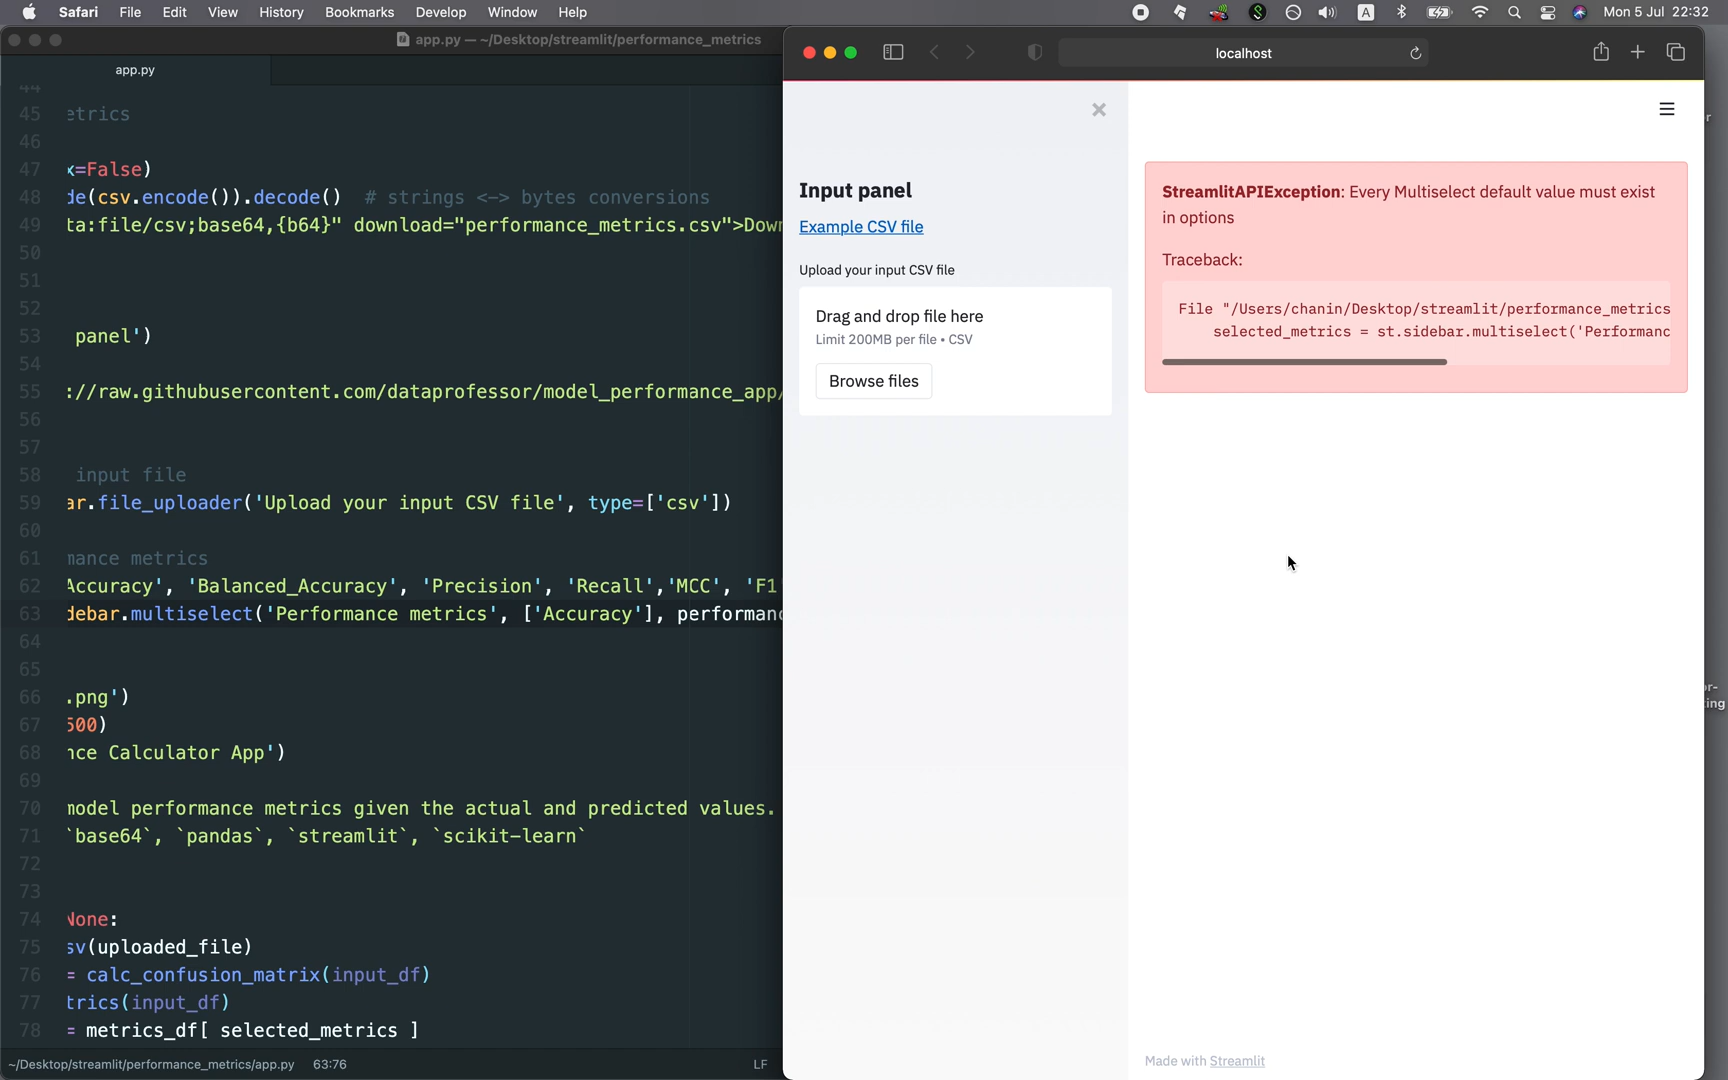 Safari File Edit View History Bookmarks Develop Window Help
A
Mon 5 Jul 22:32
app.py — ~/Desktop/streamlit/performance_metrics
app.py
44
45 etrics
46
47 x=False)
48 de(csv.encode()).decode() # strings <-> bytes conversions
49 ta:file/csv;base64,{b64}" download="performance_metrics.csv">Down
50
51
52
53 panel')
54
55 ://raw.githubusercontent.com/dataprofessor/model_performance_app/
56
57
58 input file
59 ar.file_uploader('Upload your input CSV file', type=['csv'])
60
61 mance metrics
62 Accuracy', 'Balanced_Accuracy', 'Precision', 'Recall','MCC', 'F1'
63 debar.multiselect('Performance metrics', ['Accuracy'], performanc
64
65
66 .png')
67 500)
68 nce Calculator App')
69
70 model performance metrics given the actual and predicted values.
71 `base64`, `pandas`, `streamlit`, `scikit-learn`
72
73
74 None:
75 sv(uploaded_file)
76 = calc_confusion_matrix(input_df)
77 trics(input_df)
78 = metrics_df[ selected_metrics ]
~/Desktop/streamlit/performance_metrics/app.py 63:76
LF
localhost
Input panel
Example CSV file
Upload your input CSV file
Drag and drop file here
Limit 200MB per file • CSV
Browse files
StreamlitAPIException: Every Multiselect default value must exist
in options
Traceback:
File "/Users/chanin/Desktop/streamlit/performance_metrics
selected_metrics = st.sidebar.multiselect('Performanc
Made with Streamlit